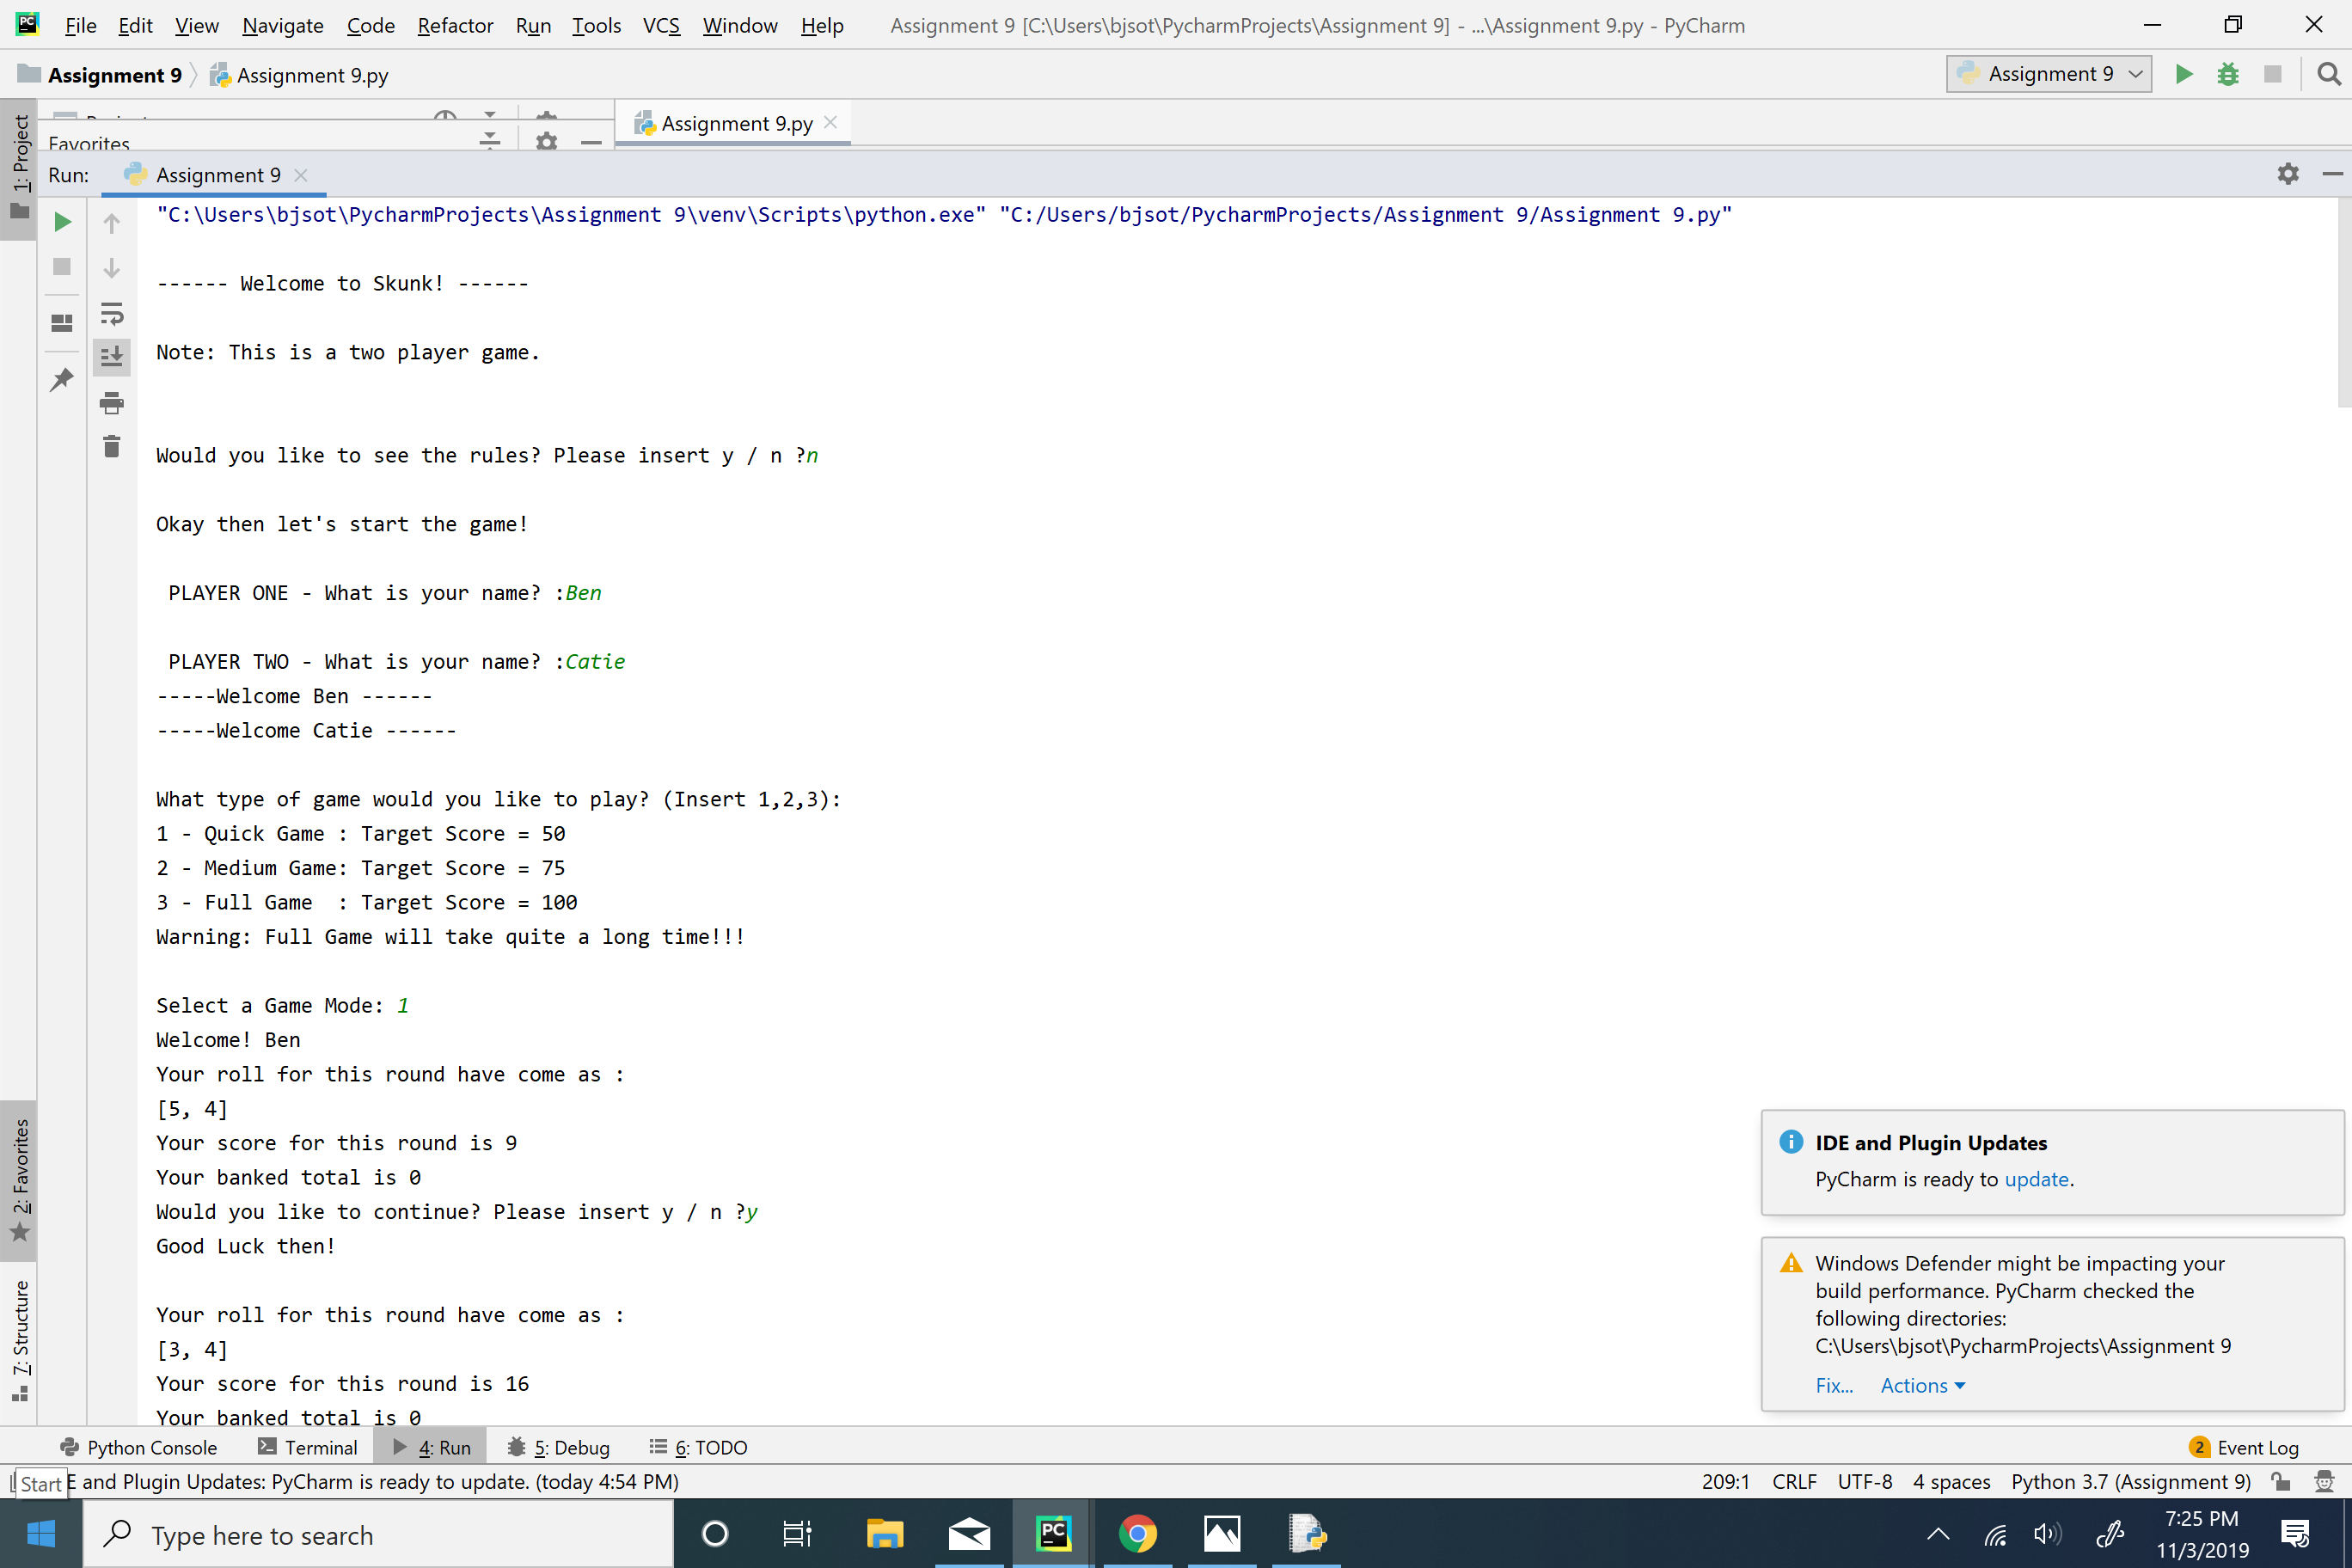 File Edit View Navigate Code Refactor Run Tools VCS Window Help Assignment 9 [C:\Users\bjsot\PycharmProjects\Assignment 9] - ...\Assignment 9.py - PyCharm
Assignment 9 Assignment 9.py Assignment 9
1: Project
Assignment 9.py
Favorites
Run: Assignment 9
"C:\Users\bjsot\PycharmProjects\Assignment 9\venv\Scripts\python.exe" "C:/Users/bjsot/PycharmProjects/Assignment 9/Assignment 9.py"
------ Welcome to Skunk! ------
Note: This is a two player game.
Would you like to see the rules? Please insert y / n ?n
Okay then let's start the game!
PLAYER ONE - What is your name? :Ben
PLAYER TWO - What is your name? :Catie
-----Welcome Ben ------
-----Welcome Catie ------
What type of game would you like to play? (Insert 1,2,3):
1 - Quick Game : Target Score = 50
2 - Medium Game: Target Score = 75
3 - Full Game  : Target Score = 100
Warning: Full Game will take quite a long time!!!
Select a Game Mode: 1
Welcome! Ben
Your roll for this round have come as :
[5, 4]
Your score for this round is 9
Your banked total is 0
Would you like to continue? Please insert y / n ?y
Good Luck then!
Your roll for this round have come as :
[3, 4]
Your score for this round is 16
Your banked total is 0
2: Favorites
7: Structure
IDE and Plugin Updates
PyCharm is ready to update.
Windows Defender might be impacting your
build performance. PyCharm checked the
following directories:
C:\Users\bjsot\PycharmProjects\Assignment 9
Fix... Actions
Python Console Terminal 4: Run 5: Debug 6: TODO 2 Event Log
Start E and Plugin Updates: PyCharm is ready to update. (today 4:54 PM) 209:1 CRLF UTF-8 4 spaces Python 3.7 (Assignment 9)
Type here to search PC 7:25 PM
11/3/2019